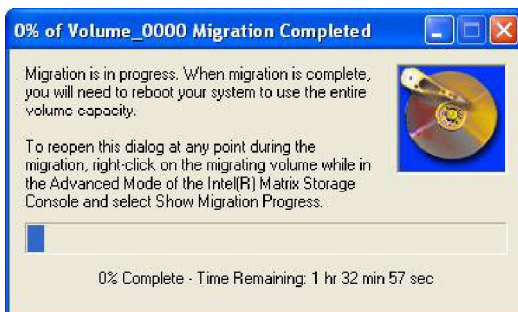 0% of Volume_0000 Migration Completed
Migration is in progress. When migration is complete,
you will need to reboot your system to use the entire
volume capacity.
To reopen this dialog at any point during the
migration, right-click on the migrating volume while in
the Advanced Mode of the Intel(R) Matrix Storage
Console and select Show Migration Progress.
0% Complete - Time Remaining: 1 hr 32 min 57 sec